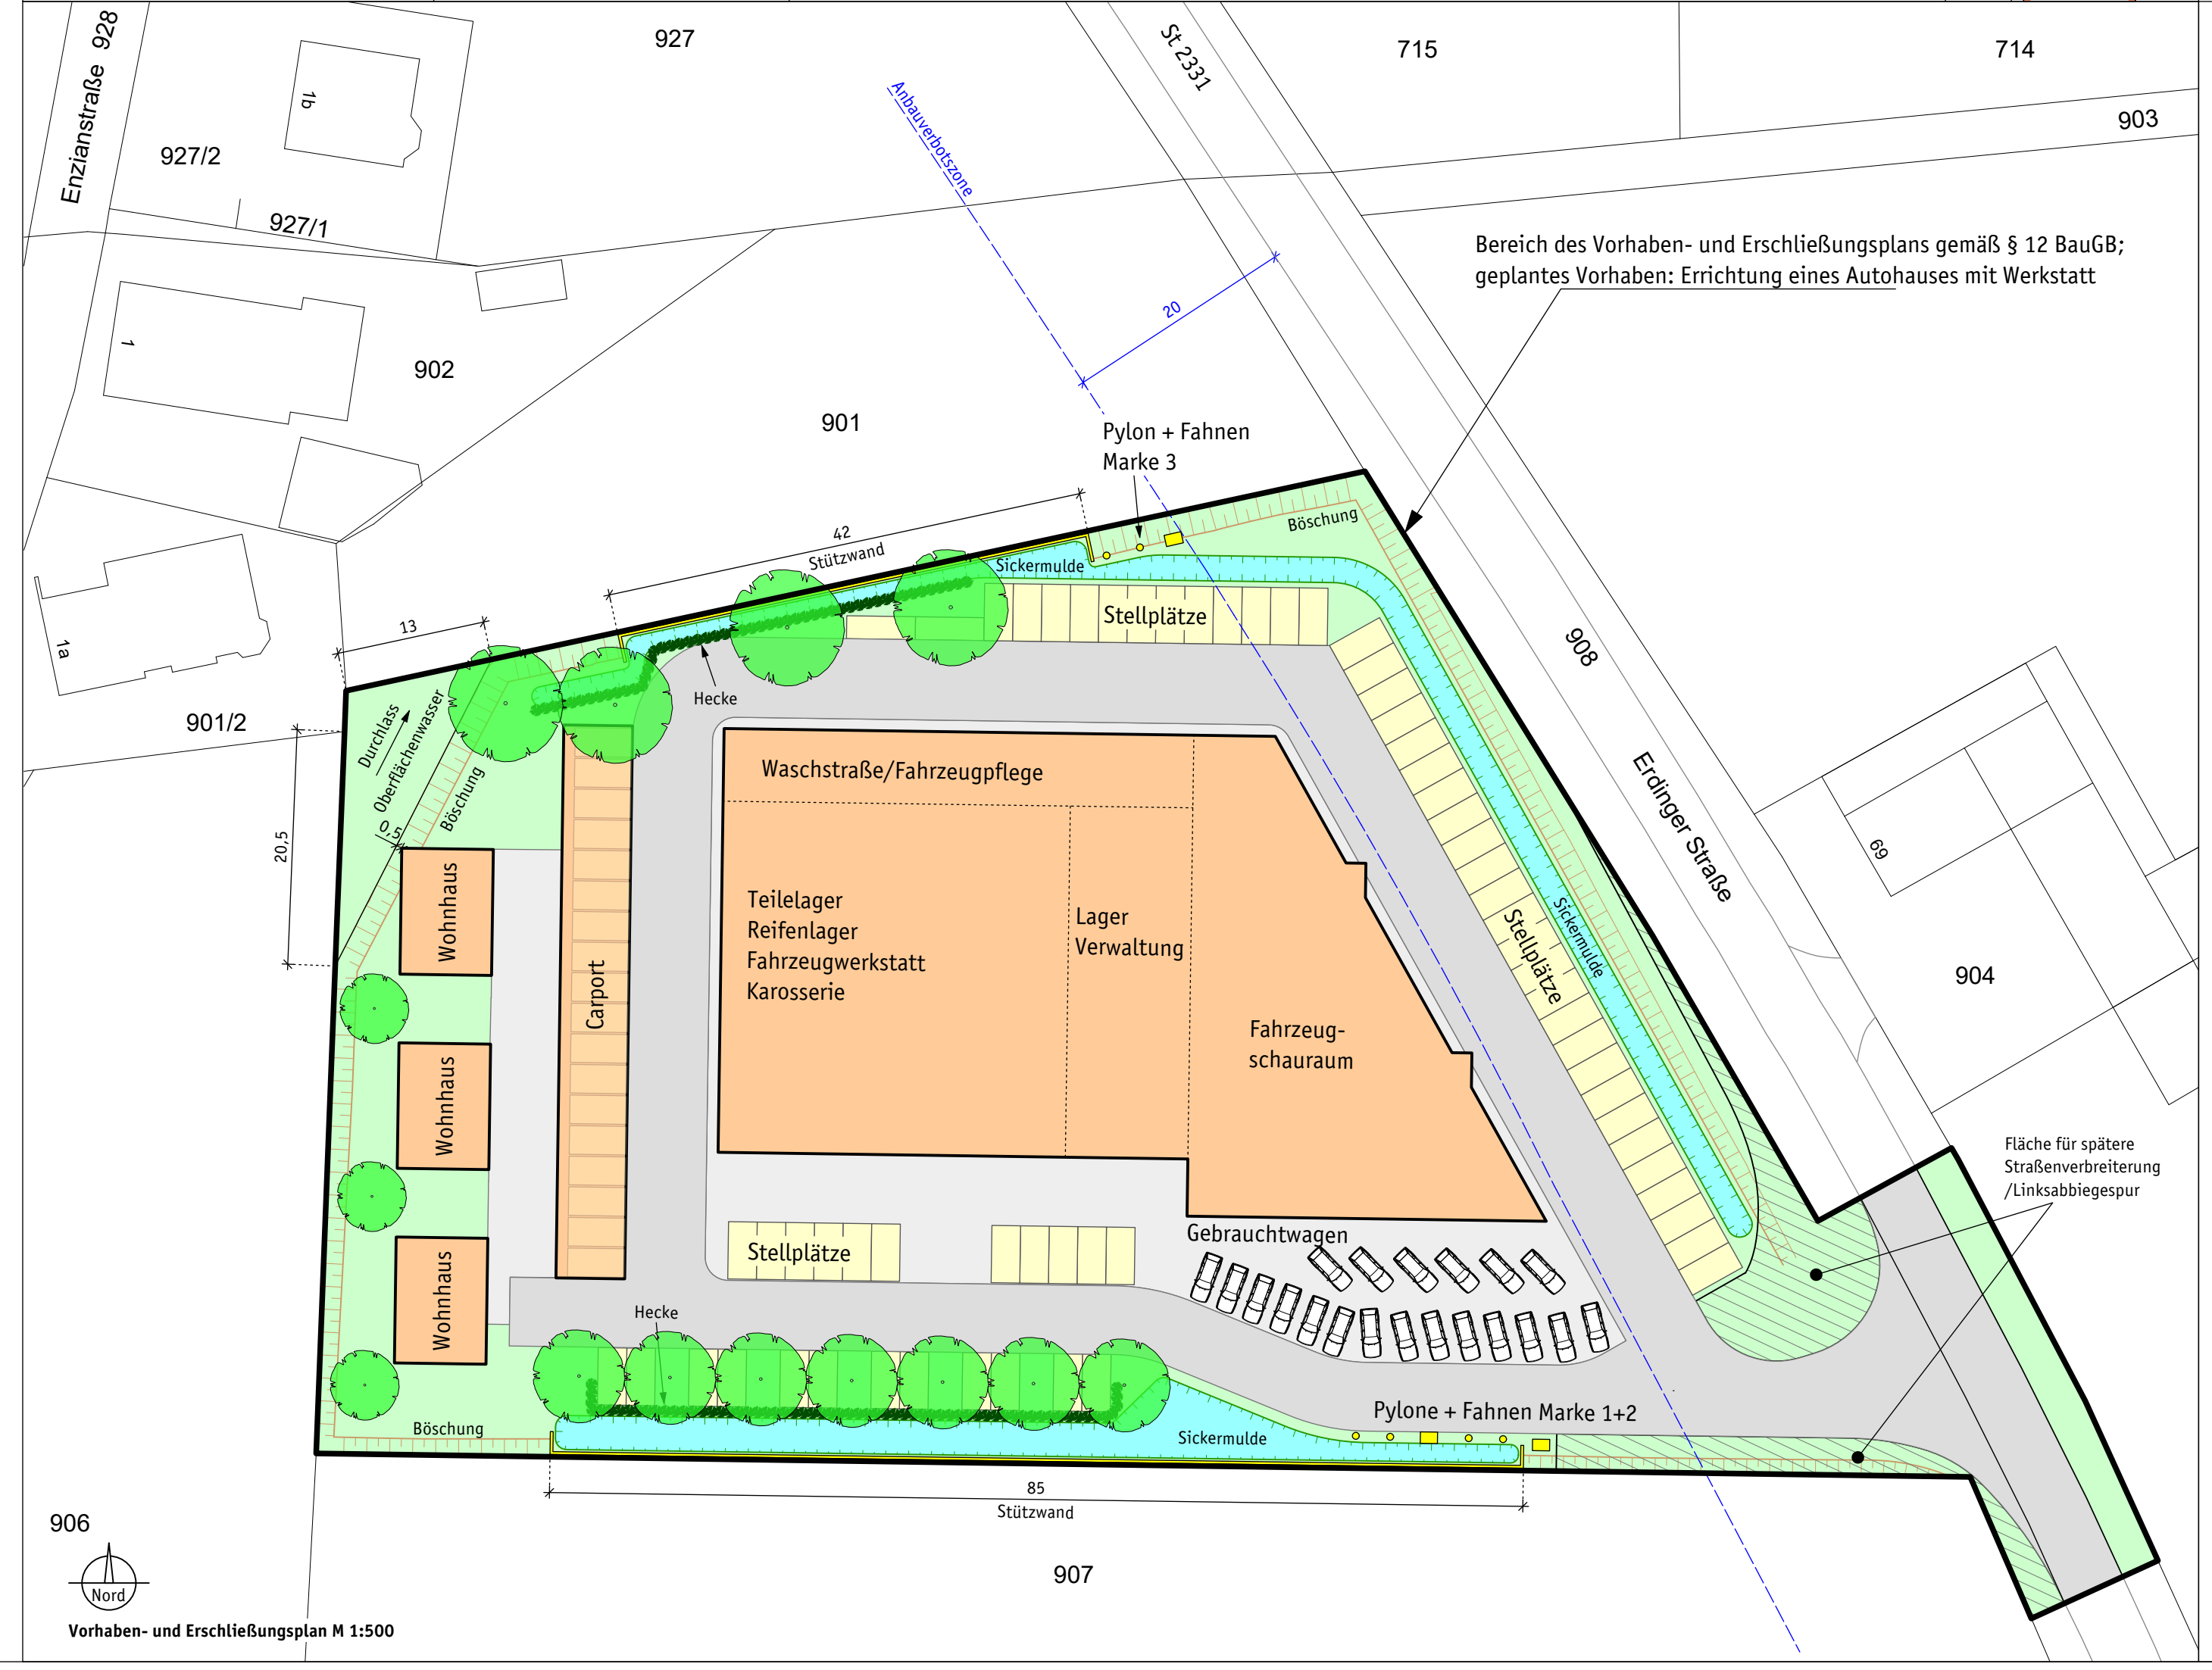 Enzianstraße 928
927
St 2331
715
714
903
1b
927/2
927/1
Anbauverbotszone
Bereich des Vorhaben- und Erschließungsplans gemäß § 12 BauGB;
geplantes Vorhaben: Errichtung eines Autohauses mit Werkstatt
20
1
902
901
Pylon + Fahnen
Marke 3
42
Stützwand
Böschung
Sickermulde
Stellplätze
13
1a
Hecke
908
901/2
Durchlass
Oberflächenwasser
Böschung
0,5
20,5
Waschstraße/Fahrzeugpflege
Erdinger Straße
69
Wohnhaus
Carport
Teilelager
Reifenlager
Fahrzeugwerkstatt
Karosserie
Lager
Verwaltung
Fahrzeug-
schauraum
Stellplätze
Sickermulde
904
Wohnhaus
Fläche für spätere
Straßenverbreiterung
/Linksabbiegespur
Wohnhaus
Stellplätze
Gebrauchtwagen
Hecke
Böschung
Sickermulde
Pylone + Fahnen Marke 1+2
85
Stützwand
906
907
Nord
Vorhaben- und Erschließungsplan M 1:500